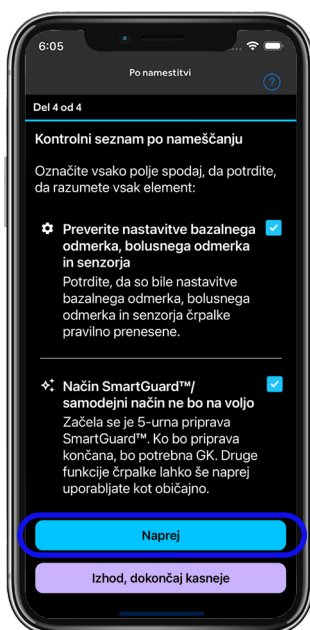 6:05
Po namestitvi
?
Del 4 od 4
Kontrolni seznam po nameščanju
Označite vsako polje spodaj, da potrdite,
da razumete vsak element:
Preverite nastavitve bazalnega
odmerka, bolusnega odmerka
in senzorja
Potrdite, da so bile nastavitve
bazalnega odmerka, bolusnega
odmerka in senzorja črpalke
pravilno prenesene.
Način SmartGuard™/
samodejni način ne bo na voljo
Začela se je 5-urna priprava
SmartGuard™. Ko bo priprava
končana, bo potrebna GK. Druge
funkcije črpalke lahko še naprej
uporabljate kot običajno.
Naprej
Izhod, dokončaj kasneje